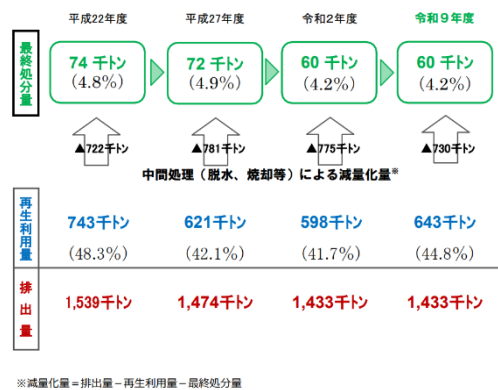 平成22年度 平成27年度 令和2年度 令和9年度
最終処分量
74 千トン 72 千トン 60 千トン 60 千トン
(4.8%) (4.9%) (4.2%) (4.2%)
▲722千トン ▲781千トン ▲775千トン ▲730千トン
中間処理（脱水、焼却等）による減量化量※
再生利用量
743千トン 621千トン 598千トン 643千トン
(48.3%) (42.1%) (41.7%) (44.8%)
排出量
1,539千トン 1,474千トン 1,433千トン 1,433千トン
※減量化量＝排出量－再生利用量－最終処分量